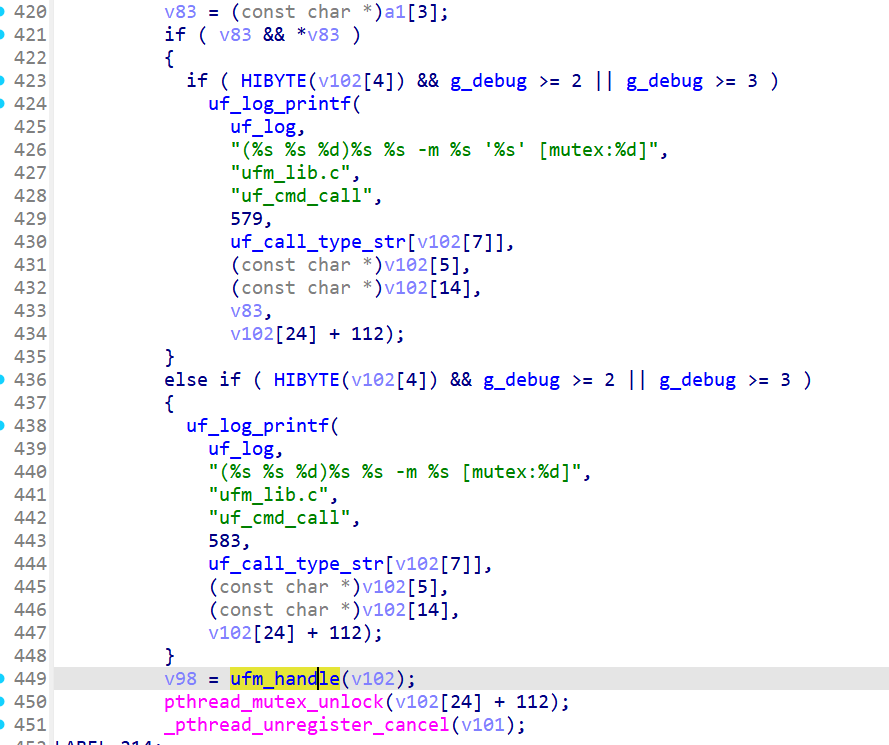 420 v83 = (const char *)a1[3];
421 if ( v83 && *v83 )
422 {
423 if ( HIBYTE(v102[4]) && g_debug >= 2 || g_debug >= 3 )
424 uf_log_printf(
425 uf_log,
426 "(%s %s %d)%s %s -m %s '%s' [mutex:%d]",
427 "ufm_lib.c",
428 "uf_cmd_call",
429 579,
430 uf_call_type_str[v102[7]],
431 (const char *)v102[5],
432 (const char *)v102[14],
433 v83,
434 v102[24] + 112);
435 }
436 else if ( HIBYTE(v102[4]) && g_debug >= 2 || g_debug >= 3 )
437 {
438 uf_log_printf(
439 uf_log,
440 "(%s %s %d)%s %s -m %s [mutex:%d]",
441 "ufm_lib.c",
442 "uf_cmd_call",
443 583,
444 uf_call_type_str[v102[7]],
445 (const char *)v102[5],
446 (const char *)v102[14],
447 v102[24] + 112);
448 }
449 v98 = ufm_handle(v102);
450 pthread_mutex_unlock(v102[24] + 112);
451 _pthread_unregister_cancel(v101);